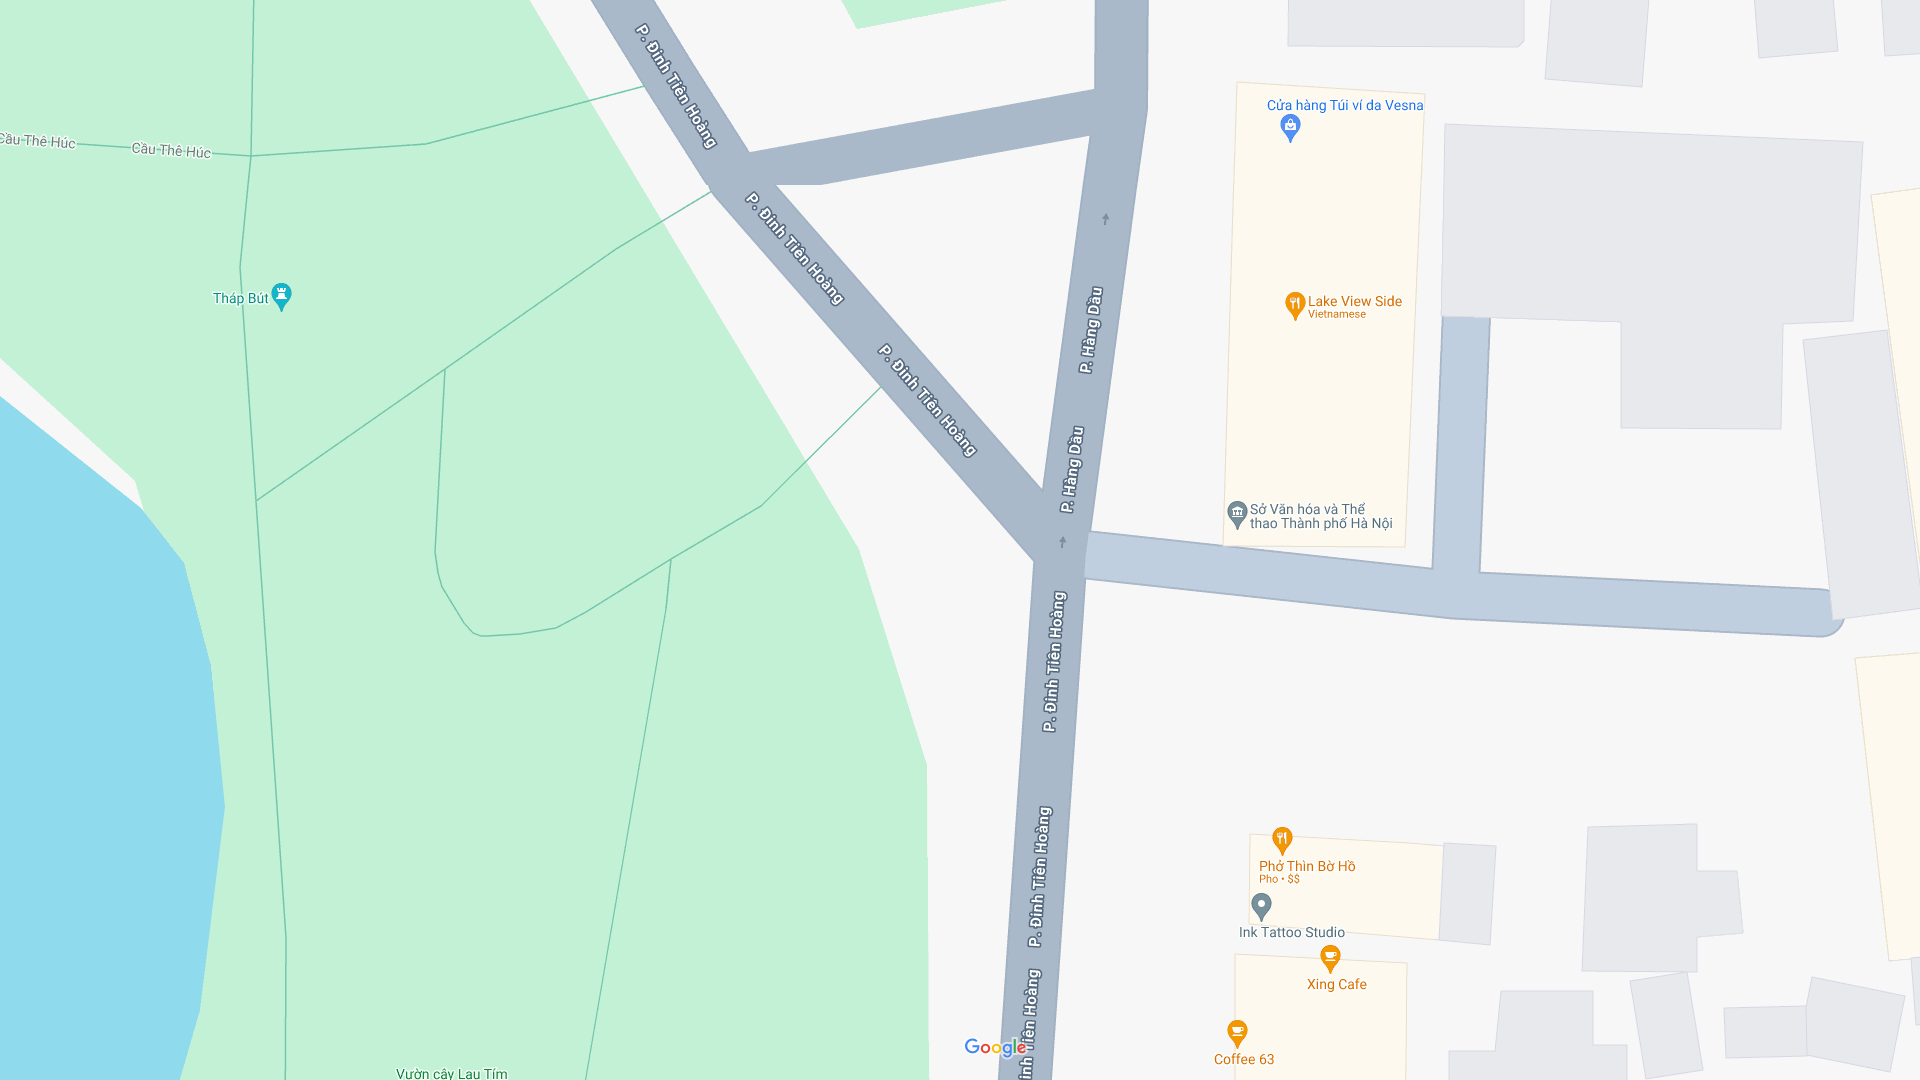 P. Đinh Tiên Hoàng
Cửa hàng Túi ví da Vesna
Cầu Thê Húc
Cầu Thê Húc
P. Đinh Tiên Hoàng
Tháp Bút
P. Hàng Dầu
Lake View Side
Vietnamese
P. Đinh Tiên Hoàng
P. Hàng Dầu
Sở Văn hóa và Thể
thao Thành phố Hà Nội
P. Đinh Tiên Hoàng
P. Đinh Tiên Hoàng
Phở Thìn Bờ Hồ
Pho • $$
Ink Tattoo Studio
Xing Cafe
inh Tiên Hoàng
Google
Coffee 63
Vườn cây Lau Tím